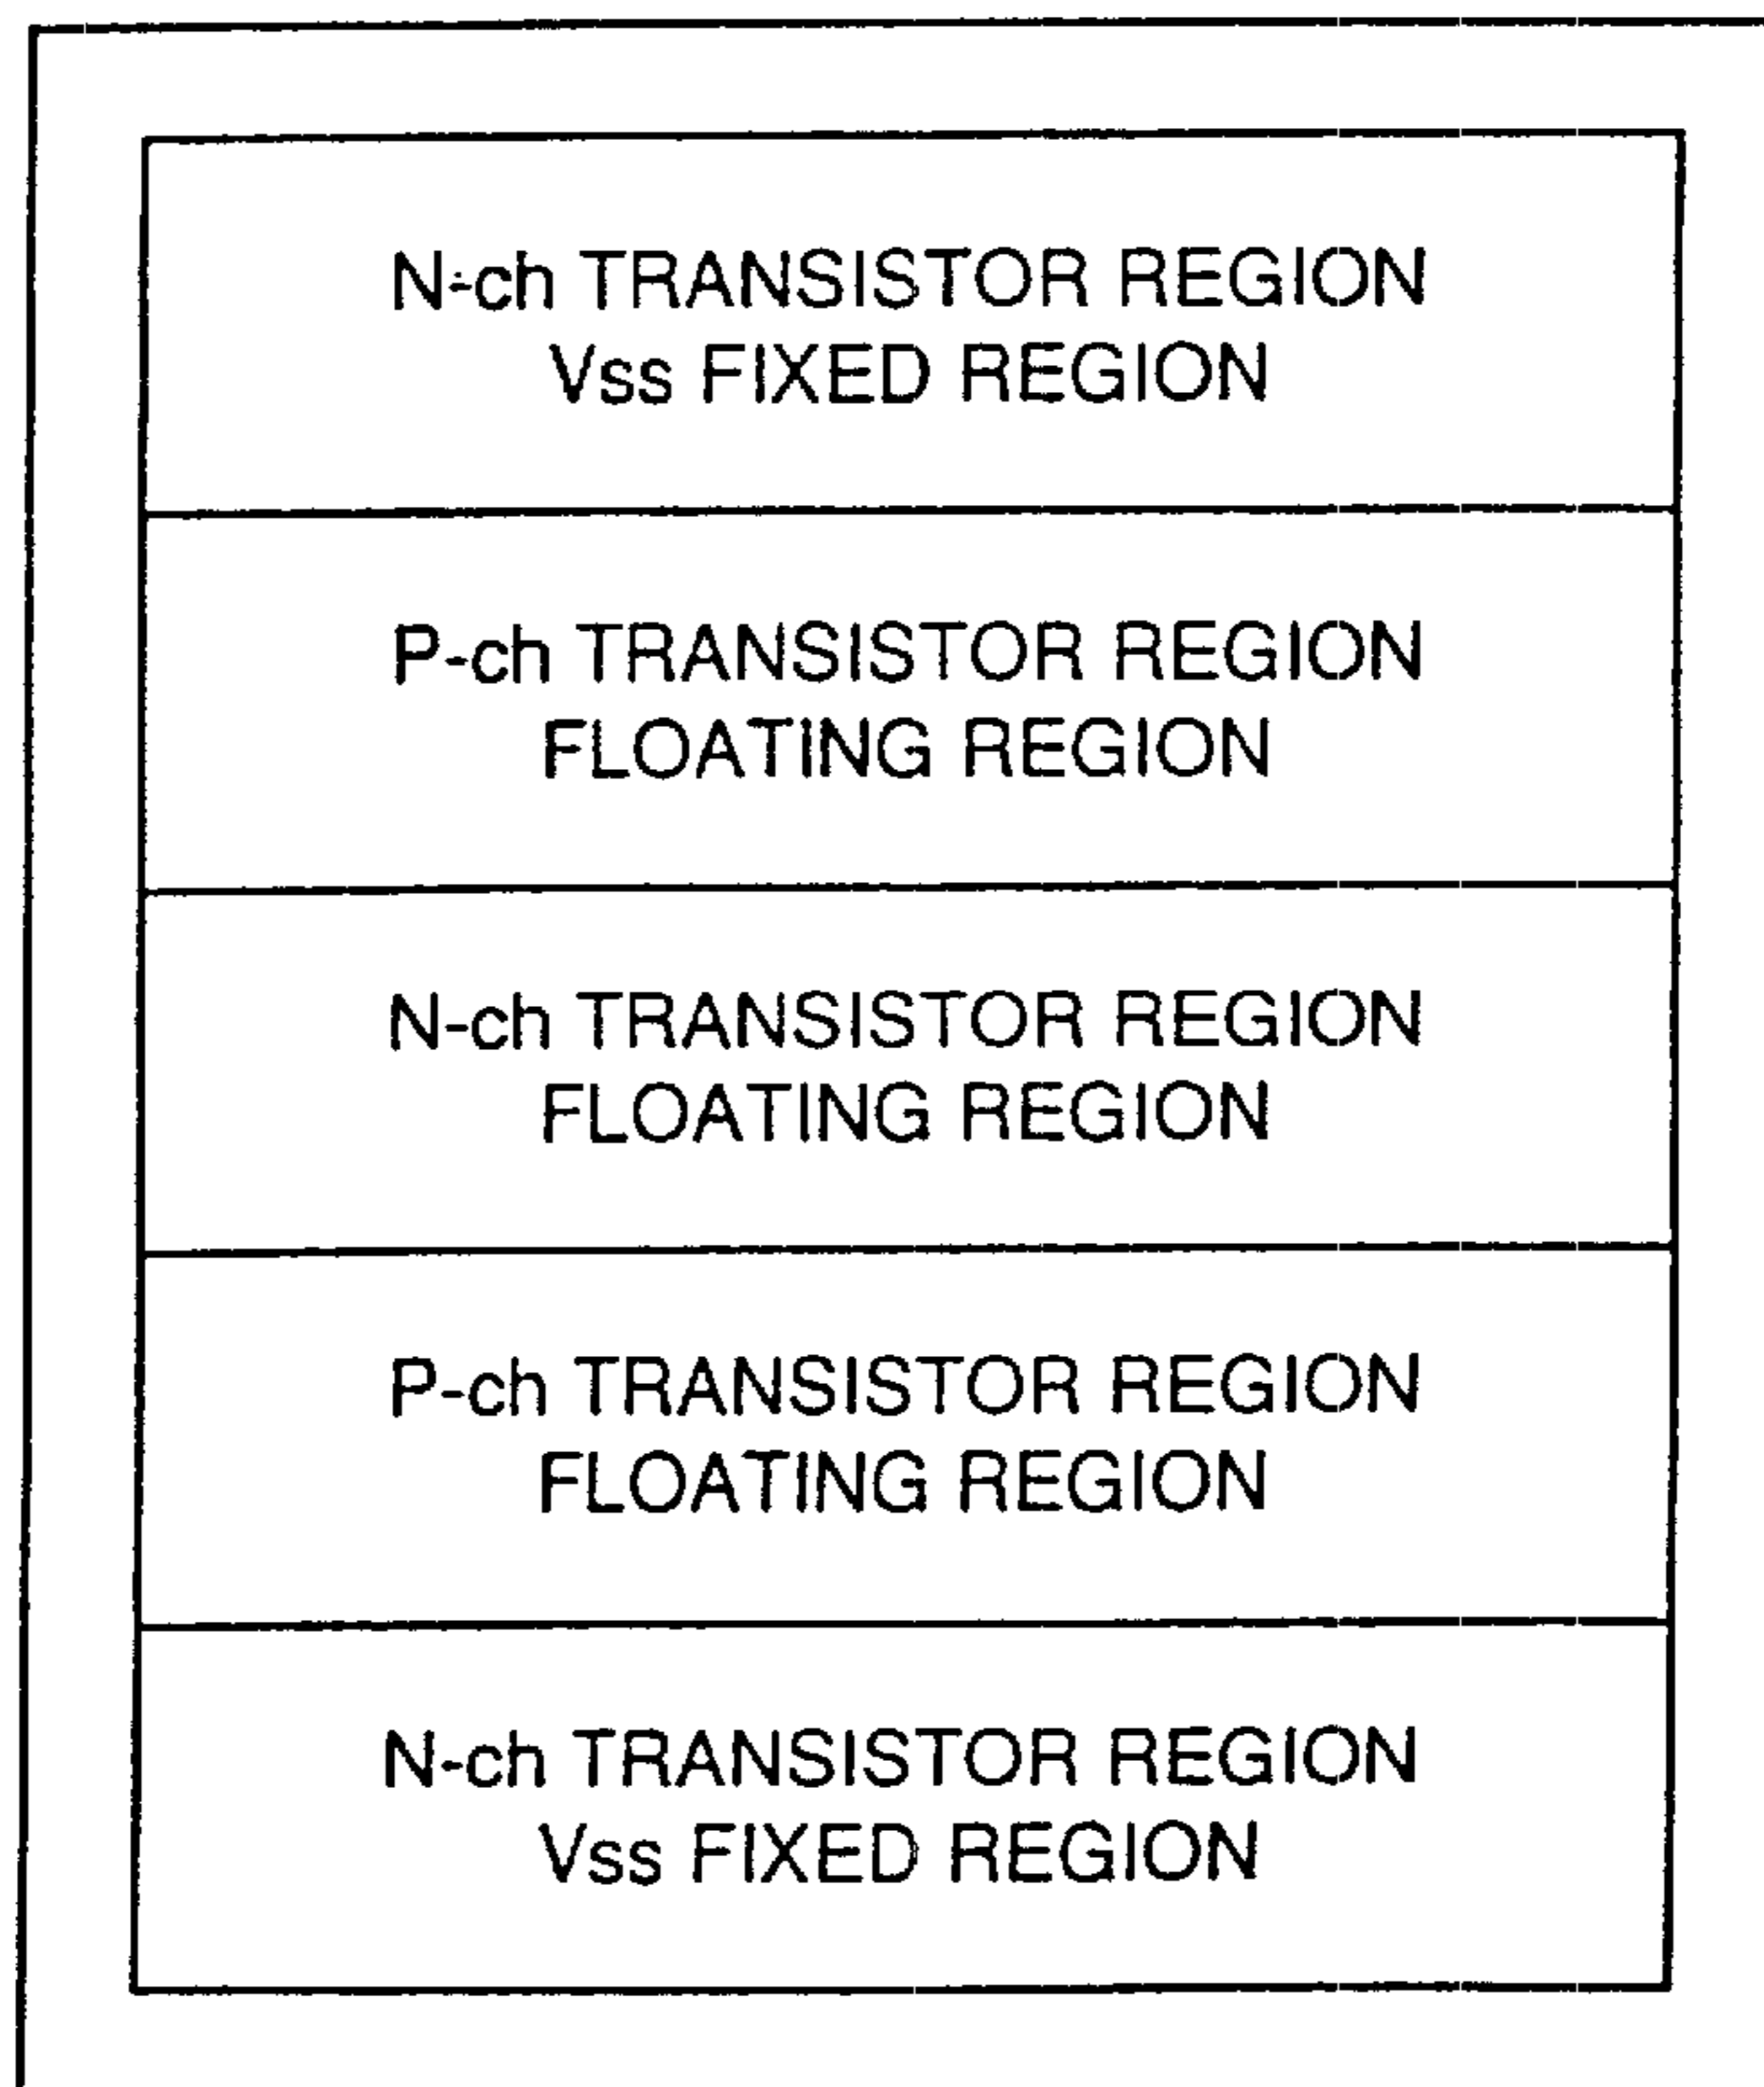 N-ch TRANSISTOR REGION
Vss FIXED REGION
P-ch TRANSISTOR REGION
FLOATING REGION
N-ch TRANSISTOR REGION
FLOATING REGION
P-ch TRANSISTOR REGION
FLOATING REGION
N-ch TRANSISTOR REGION
Vss FIXED REGION